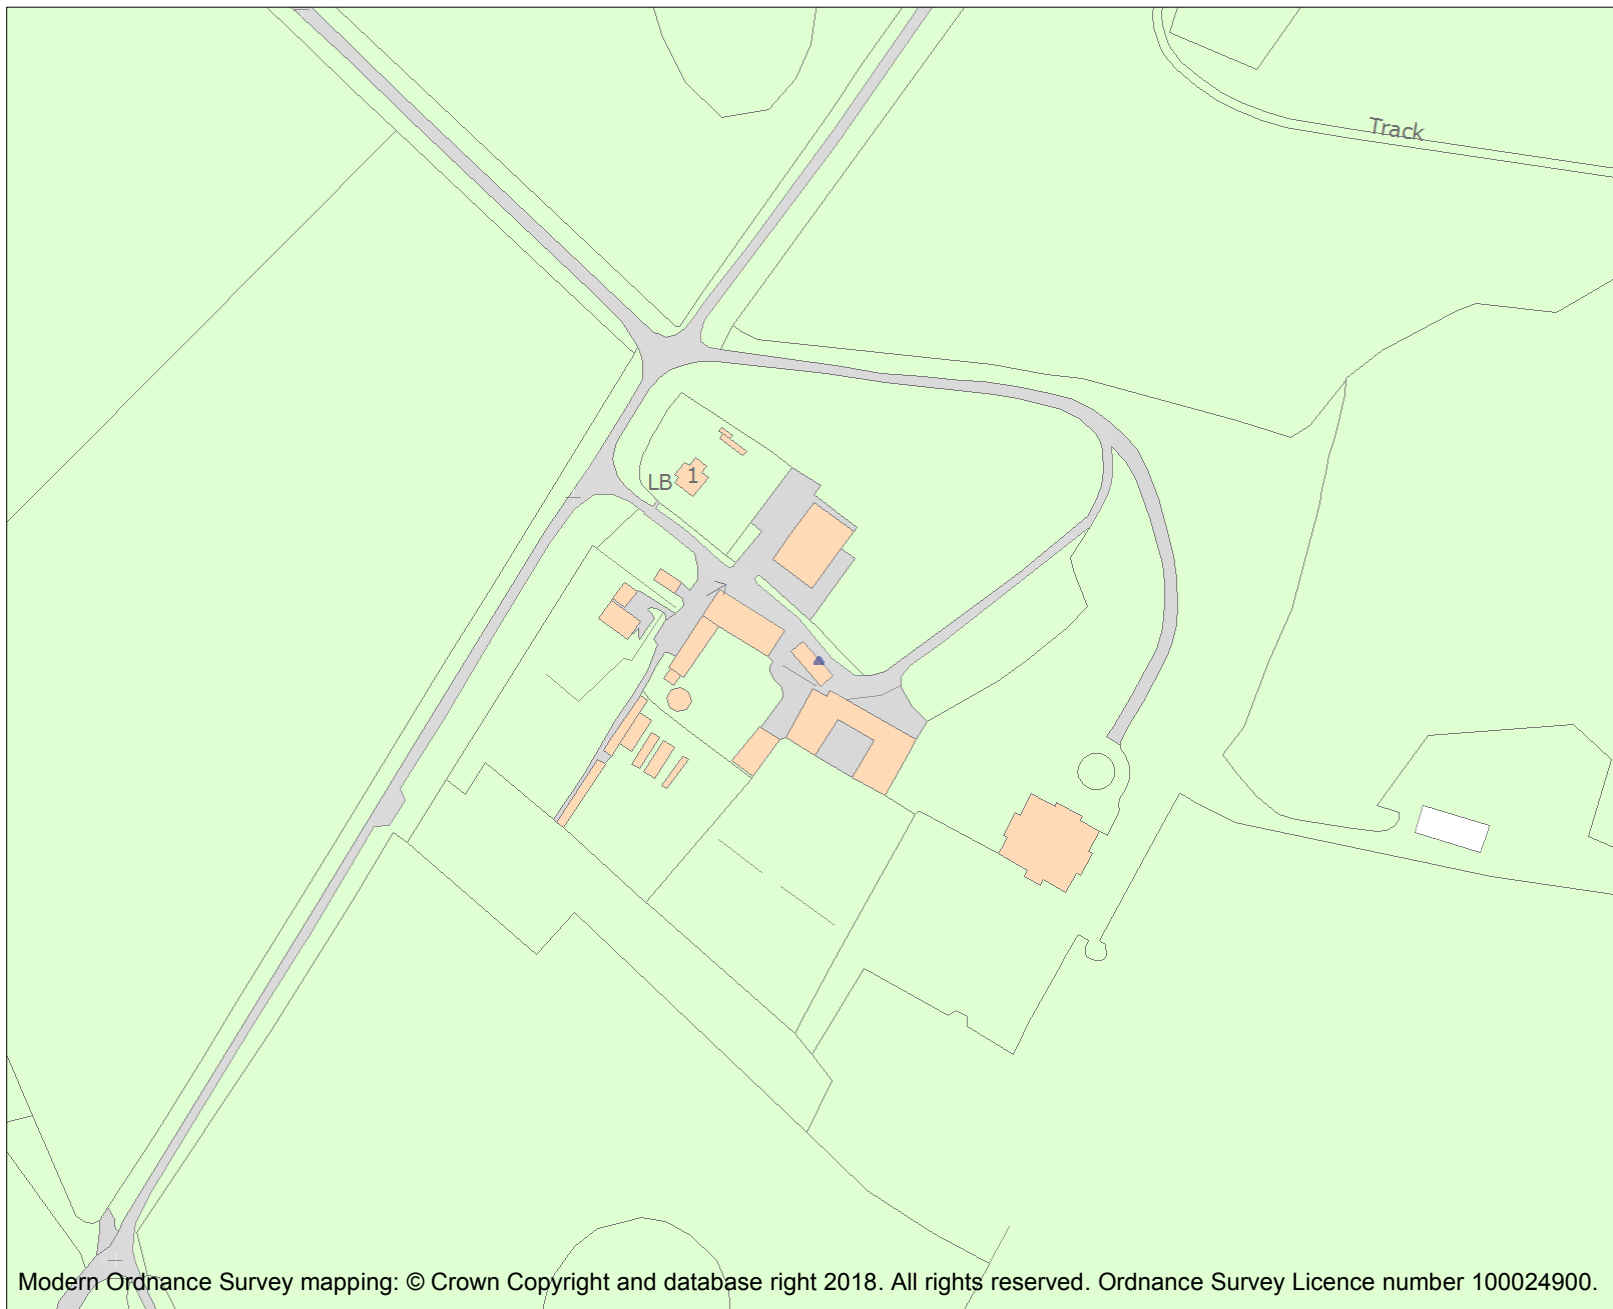 Track
LB 1
Modern Ordnance Survey mapping: © Crown Copyright and database right 2018. All rights reserved. Ordnance Survey Licence number 100024900.